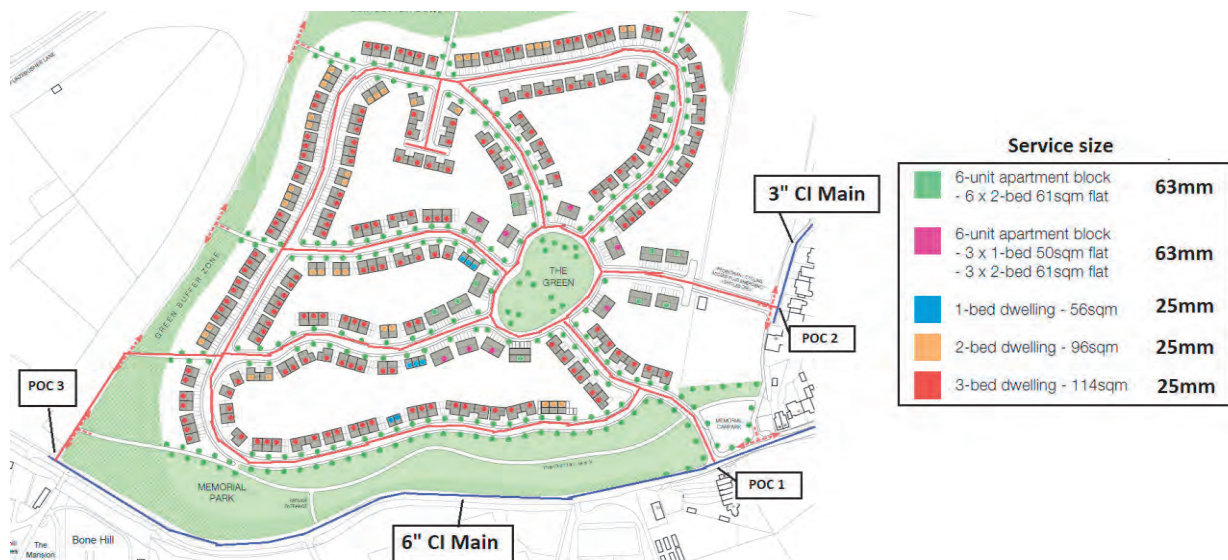 Service size
6-unit apartment block
- 6 x 2-bed 61sqm flat
63mm
6-unit apartment block
- 3 x 1-bed 50sqm flat
- 3 x 2-bed 61sqm flat
63mm
1-bed dwelling - 56sqm
25mm
2-bed dwelling - 96sqm
25mm
3-bed dwelling - 114sqm
25mm
3" CI Main
THE
GREEN
GREEN BUFFER ZONE
POC 2
POC 3
MEMORIAL
CARPARK
POC 1
MEMORIAL
PARK
6" CI Main
The
Mansion
Bone Hill